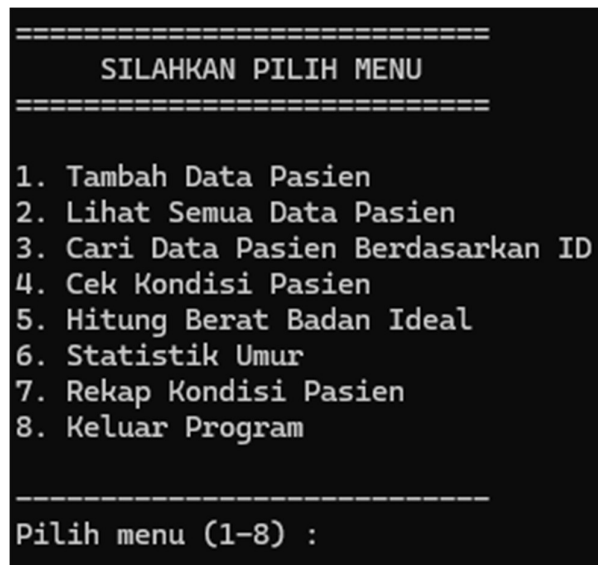 ============================
SILAHKAN PILIH MENU
============================
1. Tambah Data Pasien
2. Lihat Semua Data Pasien
3. Cari Data Pasien Berdasarkan ID
4. Cek Kondisi Pasien
5. Hitung Berat Badan Ideal
6. Statistik Umur
7. Rekap Kondisi Pasien
8. Keluar Program
----------------------------
Pilih menu (1-8) :